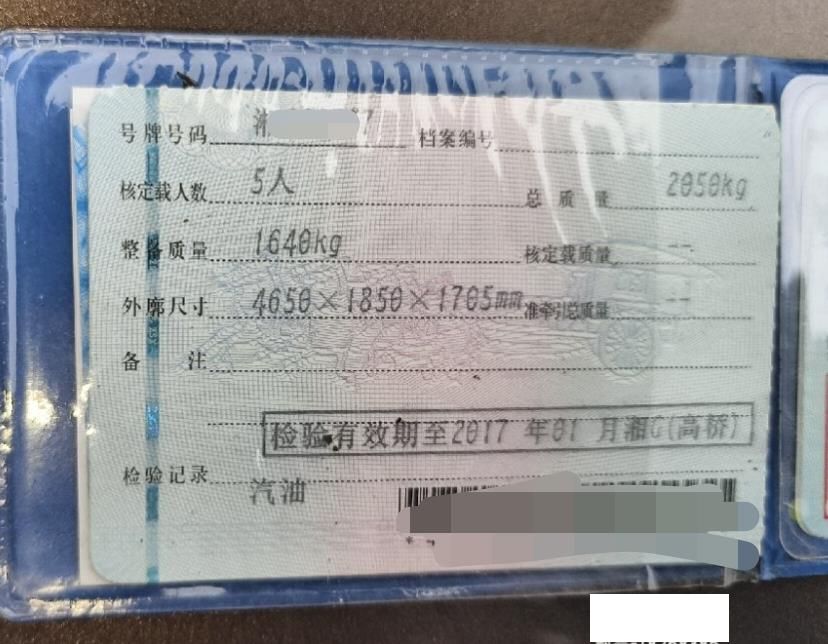 号牌号码 湘 7 档案编号
核定载人数 5人 总质量 2050kg
整备质量 1640kg 核定载质量 --
外廓尺寸 4650×1850×1705mm 准牵引总质量 --
备注
检验有效期至2017年01月湘C(高桥)
检验记录
汽油